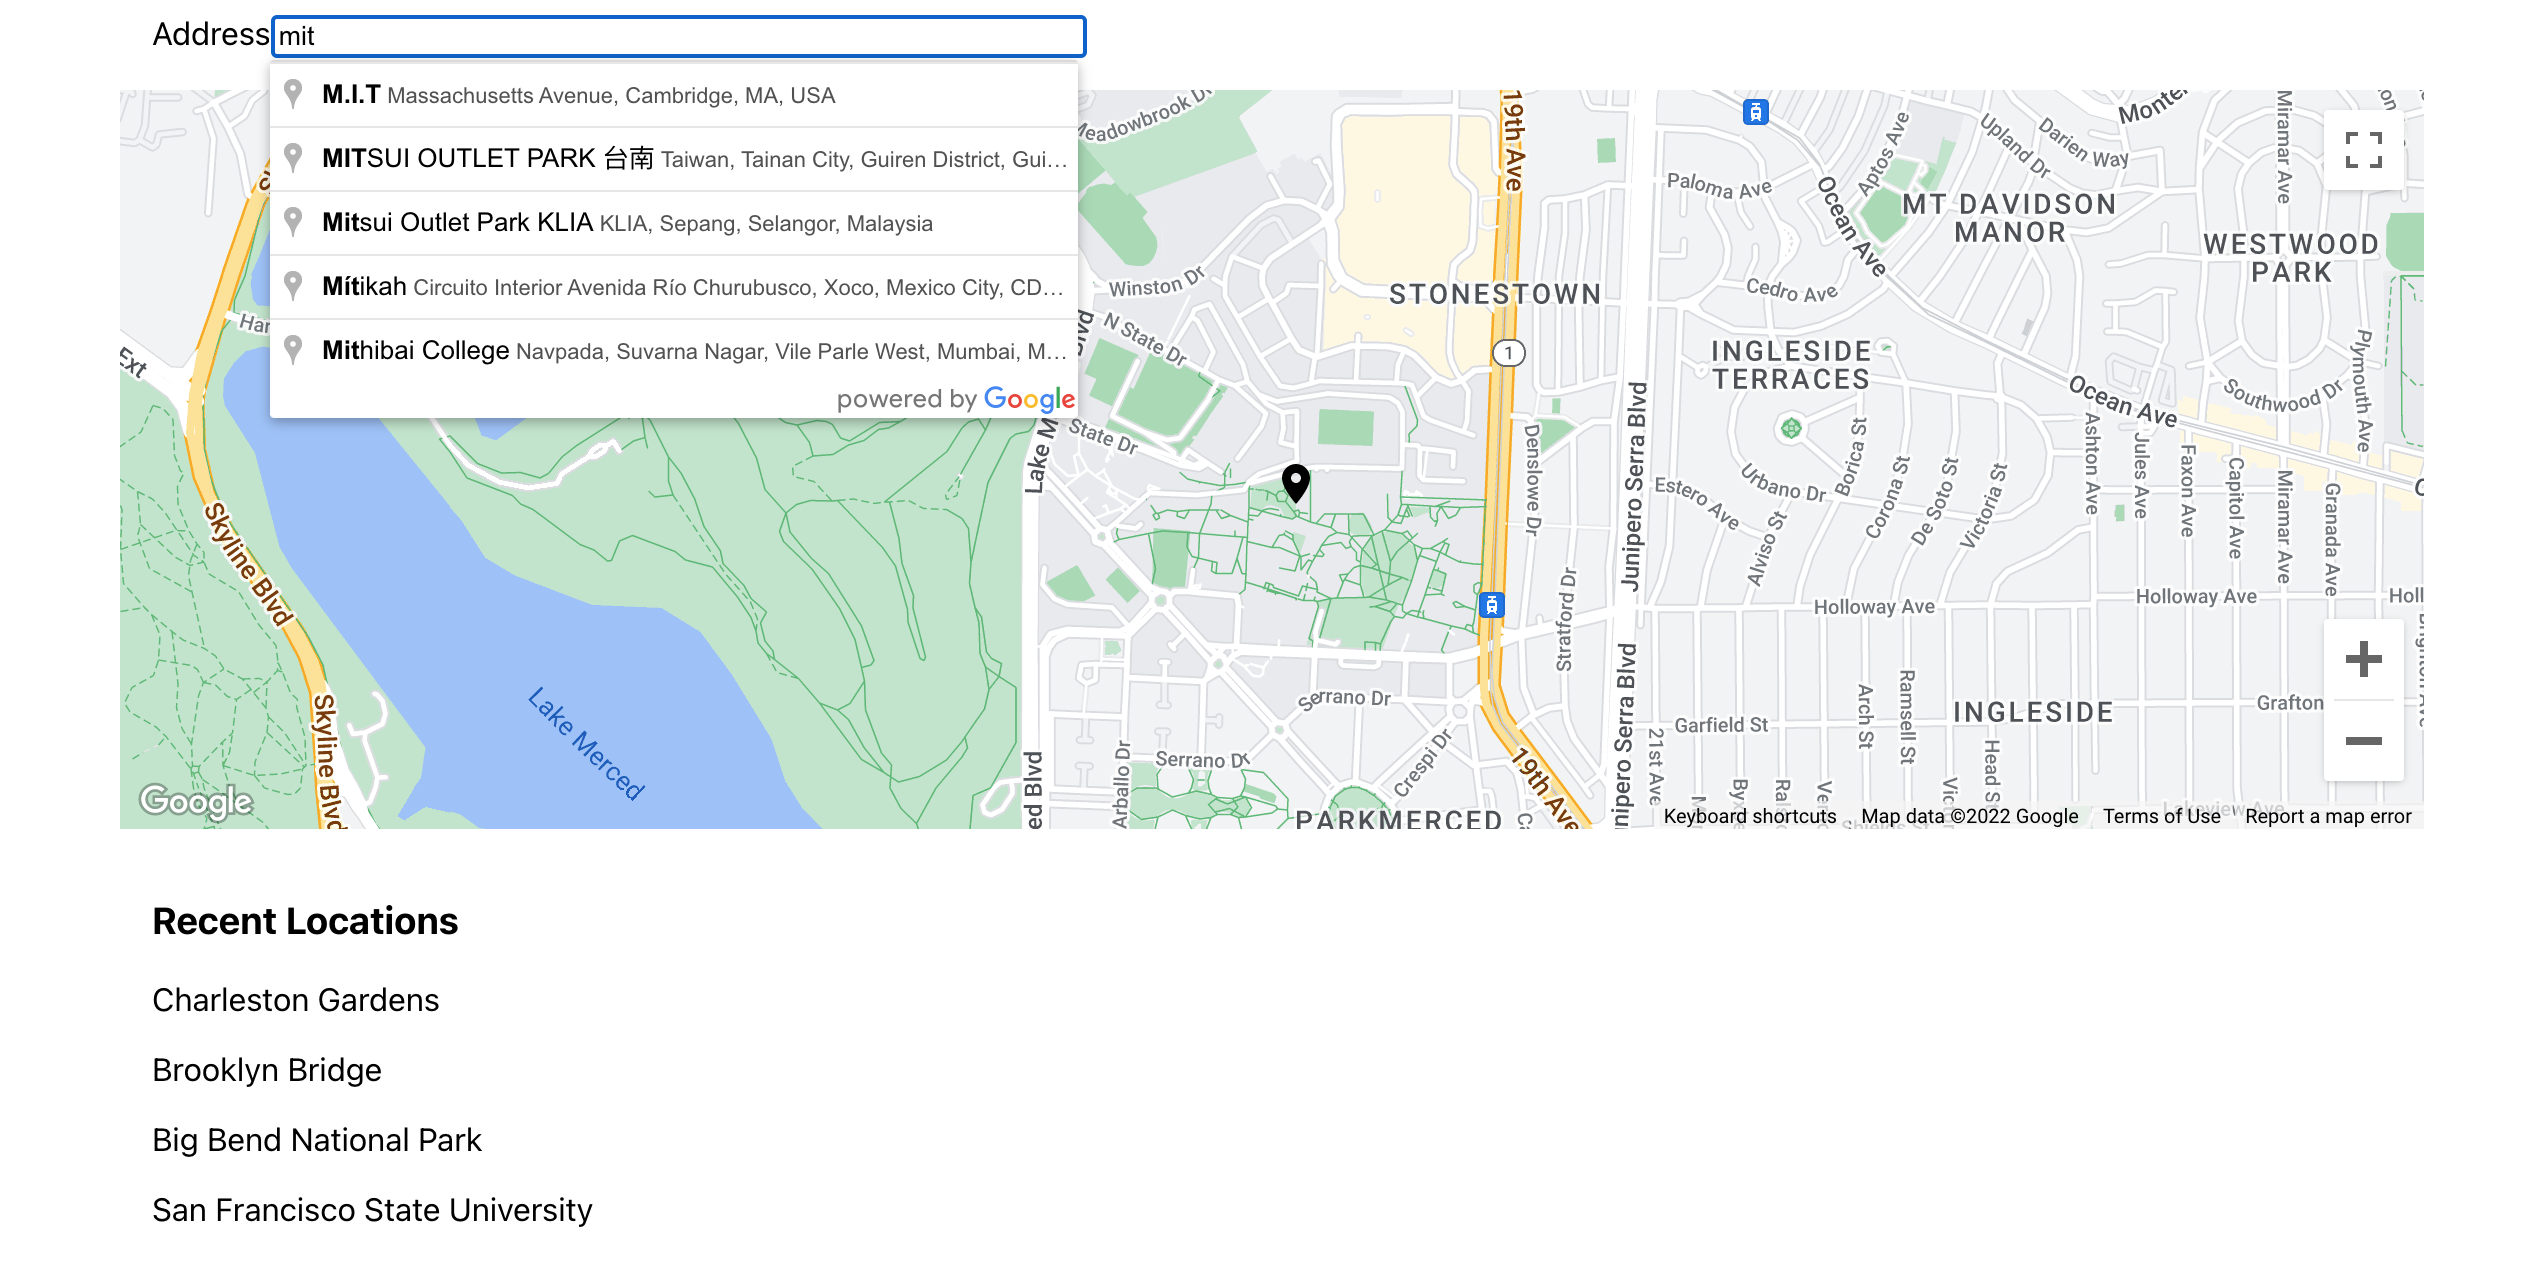 Address mit
M.I.T Massachusetts Avenue, Cambridge, MA, USA
MITSUI OUTLET PARK 台南 Taiwan, Tainan City, Guiren District, Gui...
Mitsui Outlet Park KLIA KLIA, Sepang, Selangor, Malaysia
Mítikah Circuito Interior Avenida Río Churubusco, Xoco, Mexico City, CD...
Mithibai College Navpada, Suvarna Nagar, Vile Parle West, Mumbai, M...
powered by Google
Meadowbrook Dr
19th Ave
Aptos Ave
Upland Dr
Darien Way
Miramar Ave
Paloma Ave
Ocean Ave
MT DAVIDSON
MANOR
WESTWOOD
PARK
Winston Dr
STONESTOWN
Cedro Ave
N State Dr
1
INGLESIDE
TERRACES
Plymouth Ave
Ext
Ocean Ave
Southwood Dr
State Dr
Denslowe Dr
Junipero Serra Blvd
Borica St
Ashton Ave
Jules Ave
Faxon Ave
Capitol Ave
Miramar Ave
Granada Ave
Estero Ave
Urbano Dr
Corona St
De Soto St
Victoria St
Alviso St
Skyline Blvd
Stratford Dr
Holloway Ave
Holloway Ave
Lake Merced
Skyline Blvd
Serrano Dr
Junipero Serra Blvd
Garfield St
Arch St
Ramsell St
INGLESIDE
Grafton
Serrano Dr
Arballo Dr
Crespi Dr
19th Ave
21st Ave
Head St
PARKMERCED
Lakeview Ave
Shields St
Google
Keyboard shortcuts Map data ©2022 Google Terms of Use Report a map error
Recent Locations
Charleston Gardens
Brooklyn Bridge
Big Bend National Park
San Francisco State University